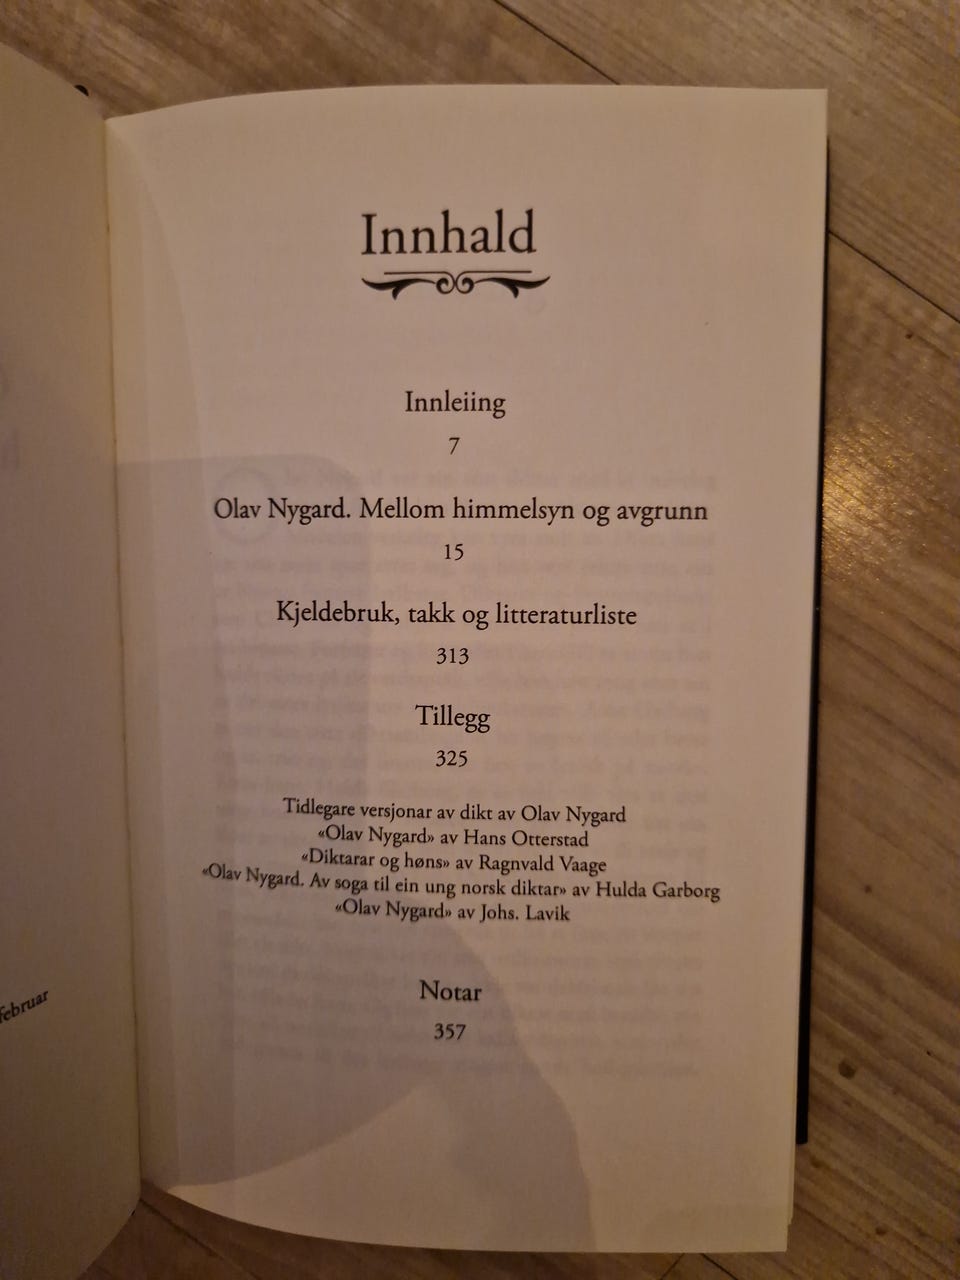 Innhald
Innleiing
7
Olav Nygard. Mellom himmelsyn og avgrunn
15
Kjeldebruk, takk og litteraturliste
313
Tillegg
325
Tidlegare versjonar av dikt av Olav Nygard
«Olav Nygard» av Hans Otterstad
«Diktarar og høns» av Ragnvald Vaage
«Olav Nygard. Av soga til ein ung norsk diktar» av Hulda Garborg
«Olav Nygard» av Johs. Lavik
Notar
357
februar